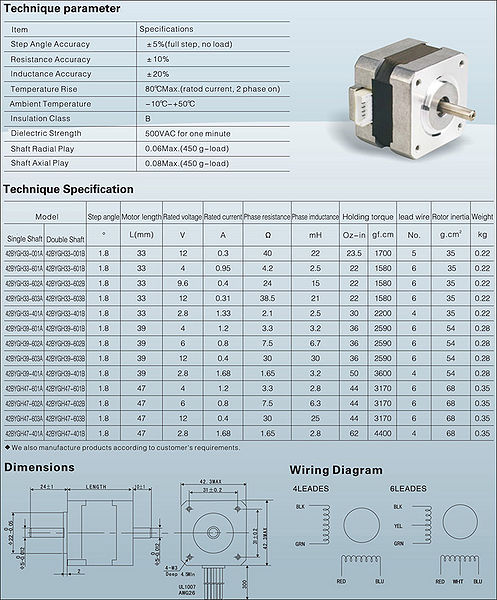 Technique parameter
Item Specifications
Step Angle Accuracy ±5%(full step, no load)
Resistance Accuracy ±10%
Inductance Accuracy ±20%
Temperature Rise 80℃Max.(ratod current, 2 phase on)
Ambient Temperature −10℃~+50℃
Insulation Class B
Dielectric Strength 500VAC for one minute
Shaft Radial Play 0.06Max.(450 g-load)
Shaft Axial Play 0.08Max.(450 g-load)
Technique Specification
Model Step angle Motor length Rated voltage Rated current Phase resistance Phase inductance Holding torque lead wire Rotor inertia Weight
Single Shaft Double Shaft ° L(mm) V A Ω mH Oz-in gf.cm No. g.cm² kg
42BYGH33-001A 42BYGH33-001B 1.8 33 12 0.3 40 22 23.5 1700 5 35 0.22
42BYGH33-601A 42BYGH33-601B 1.8 33 4 0.95 4.2 2.5 22 1580 6 35 0.22
42BYGH33-602A 42BYGH33-602B 1.8 33 9.6 0.4 24 15 22 1580 6 35 0.22
42BYGH33-603A 42BYGH33-603B 1.8 33 12 0.31 38.5 21 22 1580 6 35 0.22
42BYGH33-401A 42BYGH33-401B 1.8 33 2.8 1.33 2.1 2.5 30 2200 4 35 0.22
42BYGH39-601A 42BYGH39-601B 1.8 39 4 1.2 3.3 3.2 36 2590 6 54 0.28
42BYGH39-602A 42BYGH39-602B 1.8 39 6 0.8 7.5 6.7 36 2590 6 54 0.28
42BYGH39-603A 42BYGH39-603B 1.8 39 12 0.4 30 30 36 2590 6 54 0.28
42BYGH39-401A 42BYGH39-401B 1.8 39 2.8 1.68 1.65 3.2 50 3600 4 54 0.28
42BYGH47-601A 42BYGH47-601B 1.8 47 4 1.2 3.3 2.8 44 3170 6 68 0.35
42BYGH47-602A 42BYGH47-602B 1.8 47 6 0.8 7.5 6.3 44 3170 6 68 0.35
42BYGH47-603A 42BYGH47-603B 1.8 47 12 0.4 30 25 44 3170 6 68 0.35
42BYGH47-401A 42BYGH47-401B 1.8 47 2.8 1.68 1.65 2.8 62 4400 4 68 0.35
◆ We also manufacture products according to customer's requirements.
Dimensions Wiring Diagram
24±1 LENGTH 10±1
42.3MAX
31±0.2
4LEADES 6LEADES
BLK BLK
YEL
GRN GRN
31±0.2
42.3MAX
2
4-M3
Deep 4.5Min
UL1007
AWG26
300
RED BLU RED WHT BLU